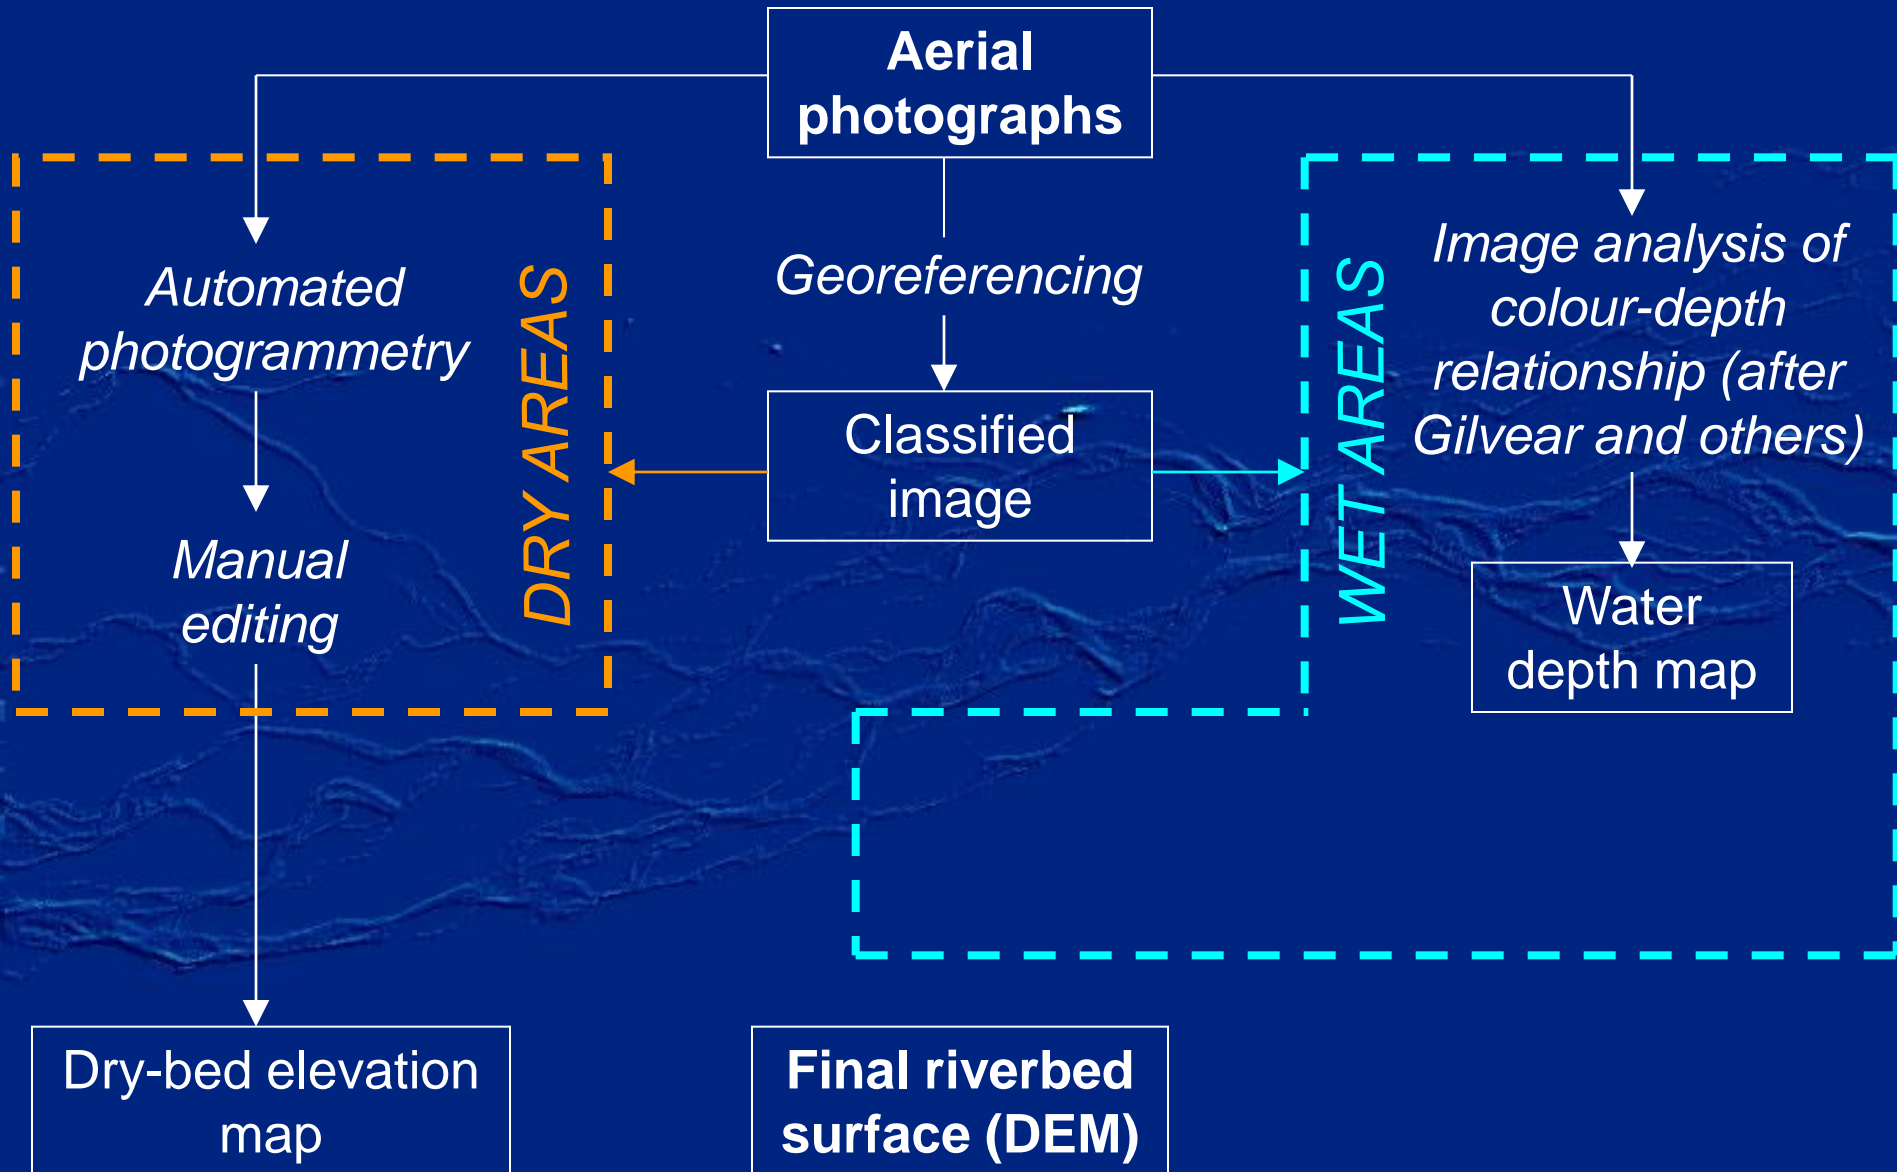 Aerial
photographs
Automated
photogrammetry
DRY AREAS
Manual
editing
Georeferencing
Classified
image
WET AREAS
Image analysis of
colour-depth
relationship (after
Gilvear and others)
Water
depth map
Dry-bed elevation
map
Final riverbed
surface (DEM)